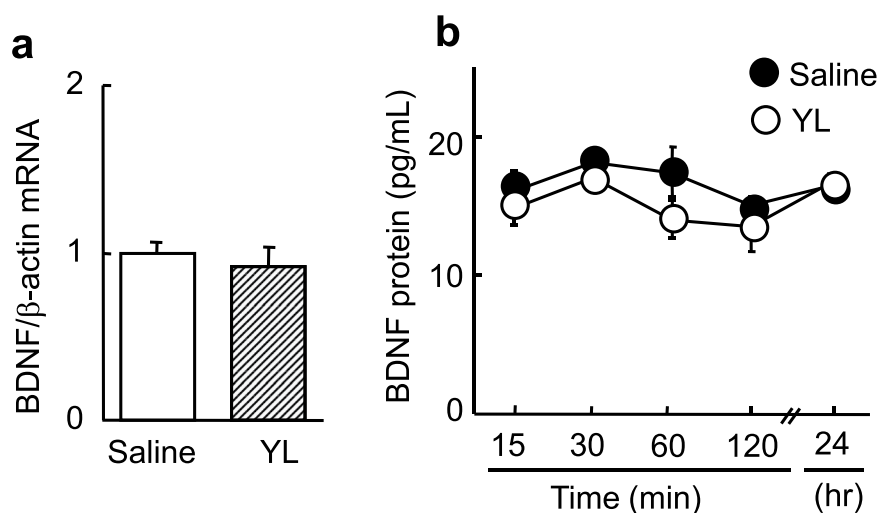 a
BDNF/β-actin mRNA
2
1
0
Saline
YL
b
Saline
YL
BDNF protein (pg/mL)
20
10
0
15 30 60 120 24
Time (min) (hr)